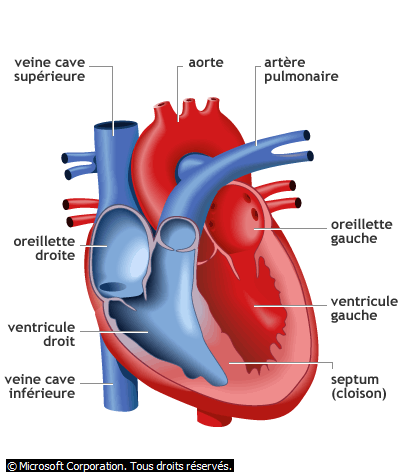 veine cave
supérieure
aorte
artère
pulmonaire
oreillette
droite
oreillette
gauche
ventricule
droit
ventricule
gauche
veine cave
inférieure
septum
(cloison)
© Microsoft Corporation. Tous droits réservés.